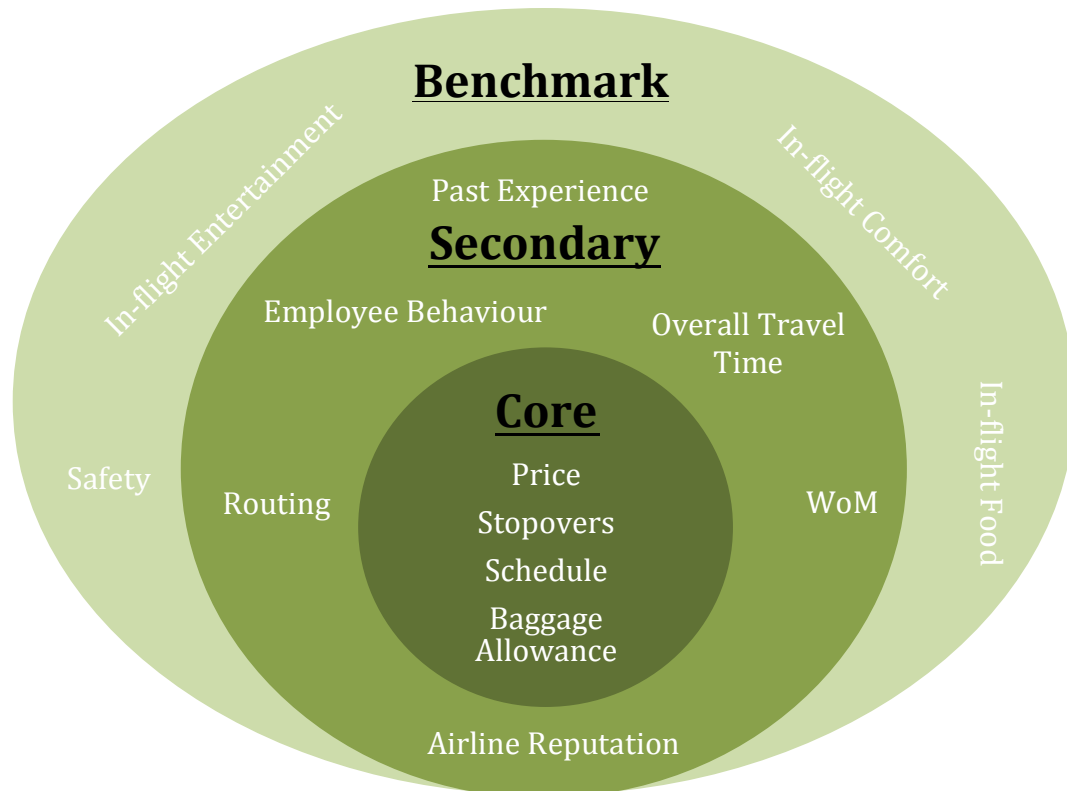 Benchmark
In-flight Entertainment
In-flight Comfort
Past Experience
Secondary
Employee Behaviour
Overall Travel
Time
Core
In-flight Food
Safety
Routing
Price
WoM
Stopovers
Schedule
Baggage
Allowance
Airline Reputation